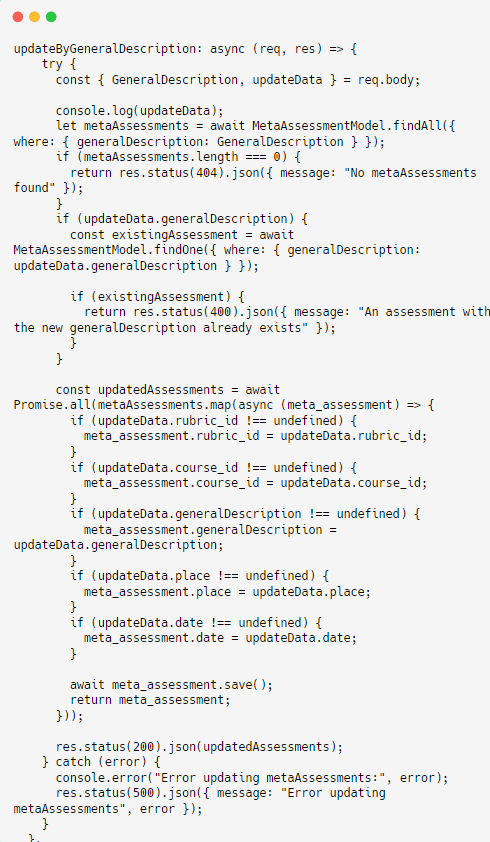 updateByGeneralDescription: async (req, res) => {
    try {
      const { GeneralDescription, updateData } = req.body;

      console.log(updateData);
      let metaAssessments = await MetaAssessmentModel.findAll({
where: { generalDescription: GeneralDescription } });
      if (metaAssessments.length === 0) {
        return res.status(404).json({ message: "No metaAssessments
found" });
      }
      if (updateData.generalDescription) {
        const existingAssessment = await
MetaAssessmentModel.findOne({ where: { generalDescription:
updateData.generalDescription } });

        if (existingAssessment) {
          return res.status(400).json({ message: "An assessment with
the new generalDescription already exists" });
        }
      }

      const updatedAssessments = await
Promise.all(metaAssessments.map(async (meta_assessment) => {
        if (updateData.rubric_id !== undefined) {
          meta_assessment.rubric_id = updateData.rubric_id;
        }
        if (updateData.course_id !== undefined) {
          meta_assessment.course_id = updateData.course_id;
        }
        if (updateData.generalDescription !== undefined) {
          meta_assessment.generalDescription =
updateData.generalDescription;
        }
        if (updateData.place !== undefined) {
          meta_assessment.place = updateData.place;
        }
        if (updateData.date !== undefined) {
          meta_assessment.date = updateData.date;
        }

        await meta_assessment.save();
        return meta_assessment;
      }));

      res.status(200).json(updatedAssessments);
    } catch (error) {
      console.error("Error updating metaAssessments:", error);
      res.status(500).json({ message: "Error updating
metaAssessments", error });
    }
  },